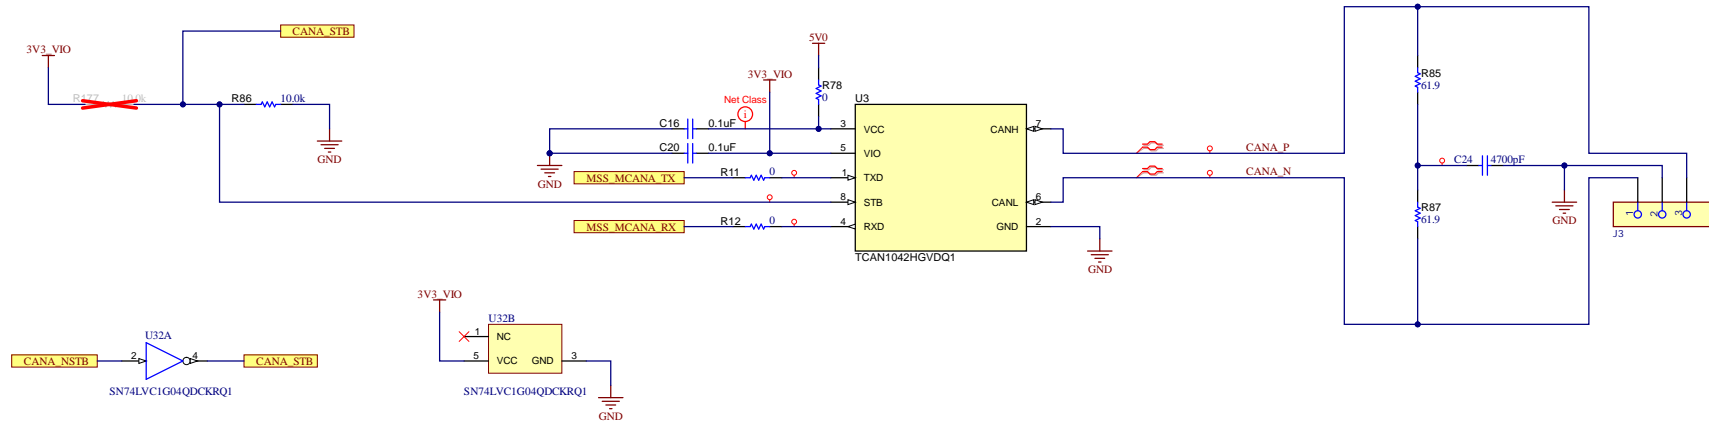 CANA_STB
3V3_VIO
R177 10.0k
R86 10.0k
GND
5V0
3V3_VIO
R78
0
Net Class
i
C16 0.1uF
C20 0.1uF
GND
MSS_MCANA_TX R11 0
MSS_MCANA_RX R12 0
U3
3 VCC CANH 7
5 VIO
1 TXD
8 STB CANL 6
4 RXD GND 2
TCAN1042HGVDQ1
GND
CANA_P
CANA_N
R85
61.9
C24 4700pF
R87
61.9
GND
1 2 3
J3
3V3_VIO
U32A
CANA_NSTB 2 4 CANA_STB
SN74LVC1G04QDCKRQ1
U32B
1 NC
5 VCC GND 3
SN74LVC1G04QDCKRQ1
GND